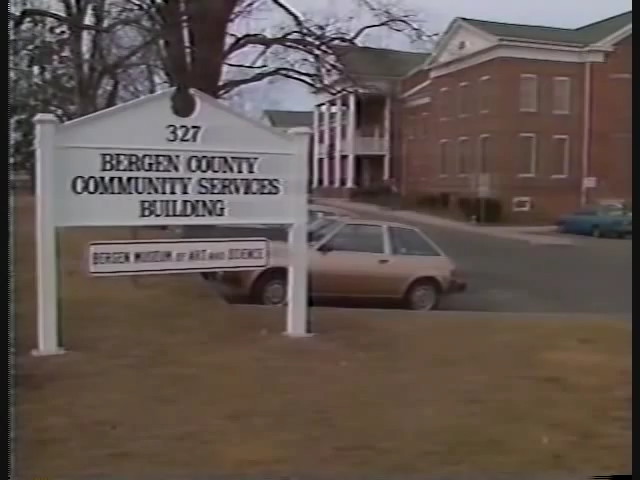 327
BERGEN COUNTY
COMMUNITY SERVICES
BUILDING
BERGEN MUSEUM OF ART AND SCIENCE